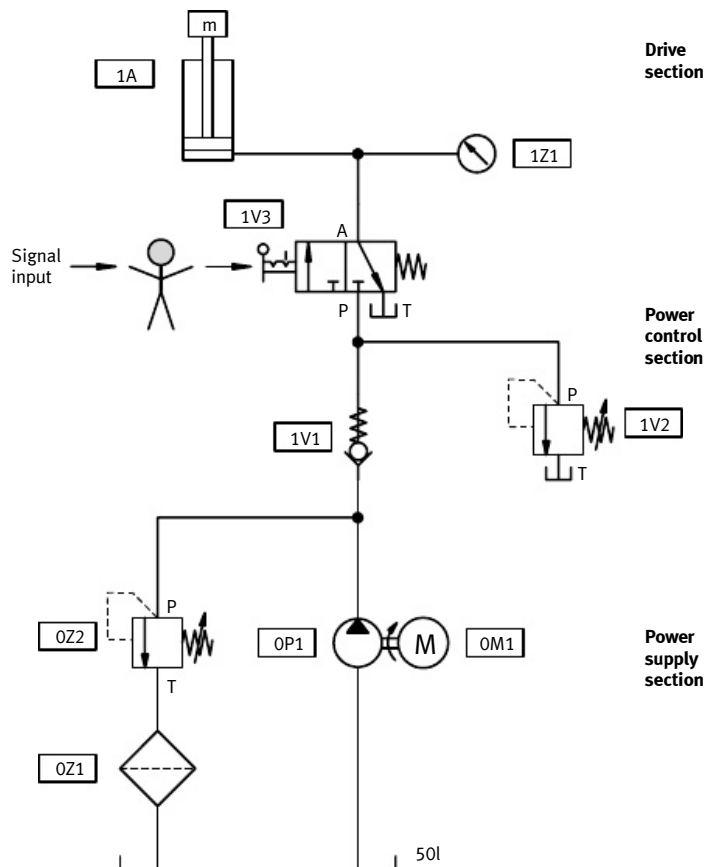 m
Drive
section
1A
1Z1
1V3
A
Signal
input
P
T
Power
control
section
P
1V2
1V1
T
P
0Z2
0P1
M
0M1
Power
supply
section
T
0Z1
50l